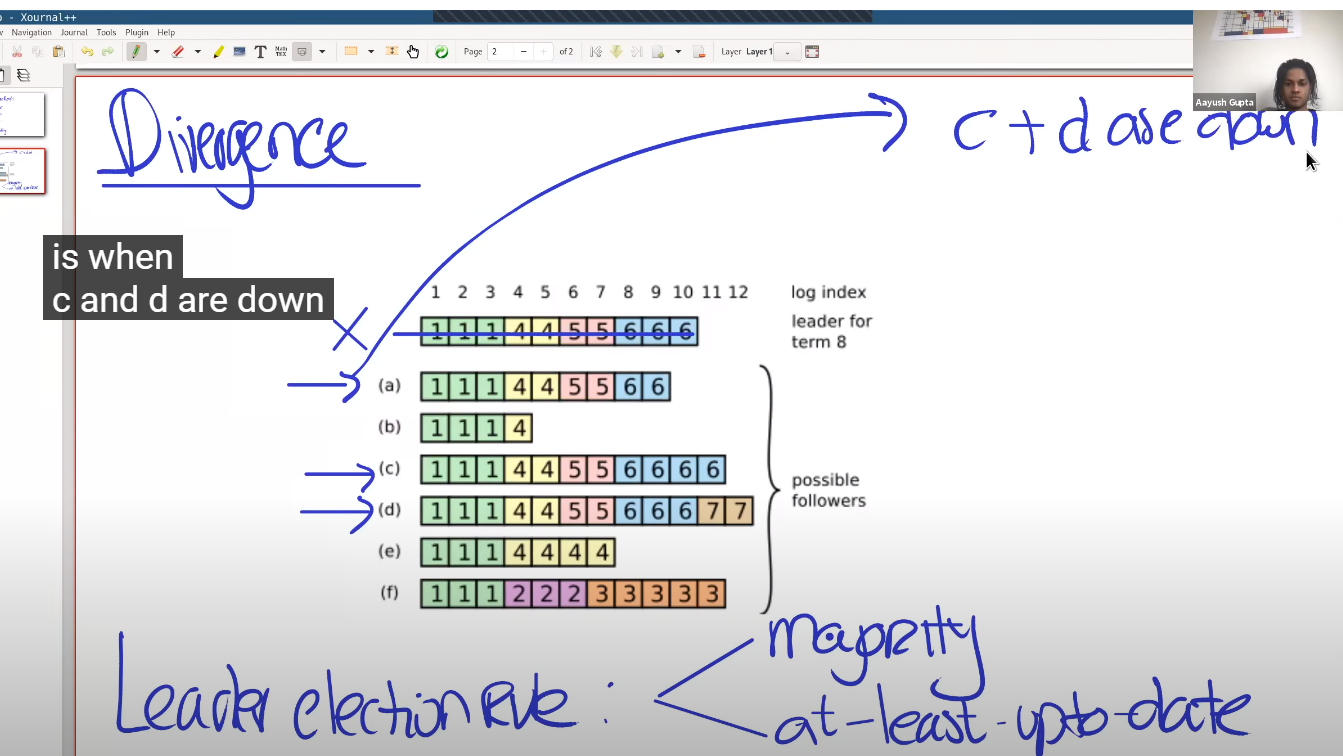 o - Xournal++
v Navigation Journal Tools Plugin Help
T Math TEX Page 2 − + of 2 Layer Layer 1
Aayush Gupta
Divergence
c + d are down
is when
c and d are down
1 2 3 4 5 6 7 8 9 10 11 12 log index
1 1 1 4 4 5 5 6 6 6 leader for
term 8
(a) 1 1 1 4 4 5 5 6 6
(b) 1 1 1 4
(c) 1 1 1 4 4 5 5 6 6 6 6
possible
followers
(d) 1 1 1 4 4 5 5 6 6 6 7 7
(e) 1 1 1 4 4 4 4
(f) 1 1 1 2 2 2 3 3 3 3 3
majority
Leader election Rule :
at-least-up-to-date